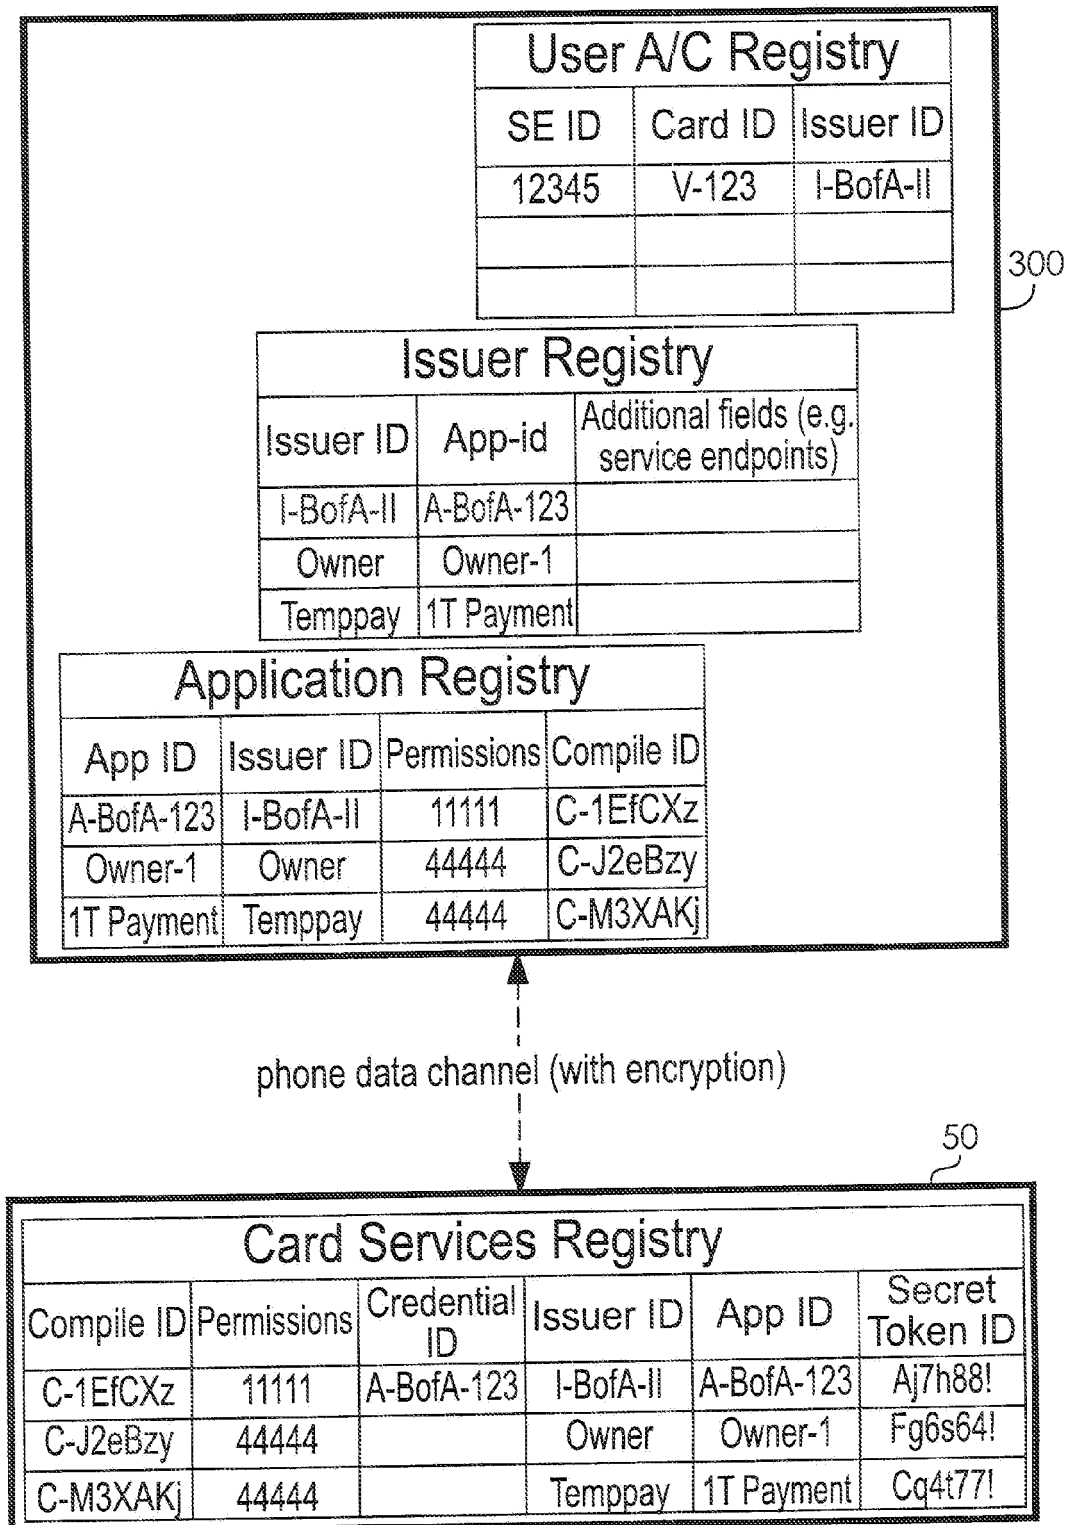 User A/C Registry
SE ID Card ID Issuer ID
12345 V-123 I-BofA-II
300
Issuer Registry
Issuer ID App-id Additional fields (e.g. service endpoints)
I-BofA-II A-BofA-123
Owner Owner-1
Temppay 1T Payment
Application Registry
App ID Issuer ID Permissions Compile ID
A-BofA-123 I-BofA-II 11111 C-1EfCXz
Owner-1 Owner 44444 C-J2eBzy
1T Payment Temppay 44444 C-M3XAKj
phone data channel (with encryption)
50
Card Services Registry
Compile ID Permissions Credential ID Issuer ID App ID Secret Token ID
C-1EfCXz 11111 A-BofA-123 I-BofA-II A-BofA-123 Aj7h88!
C-J2eBzy 44444 Owner Owner-1 Fg6s64!
C-M3XAKj 44444 Temppay 1T Payment Cq4t77!